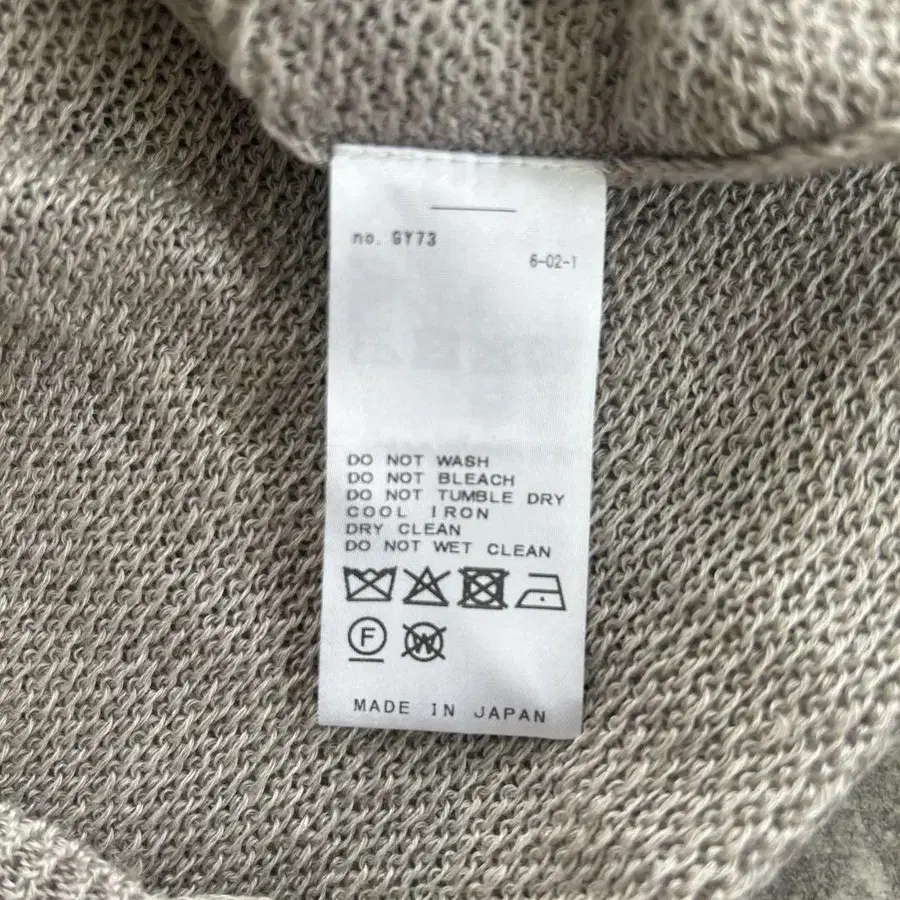 no. GY73
6-02-1
DO NOT WASH
DO NOT BLEACH
DO NOT TUMBLE DRY
COOL IRON
DRY CLEAN
DO NOT WET CLEAN
F W
MADE IN JAPAN